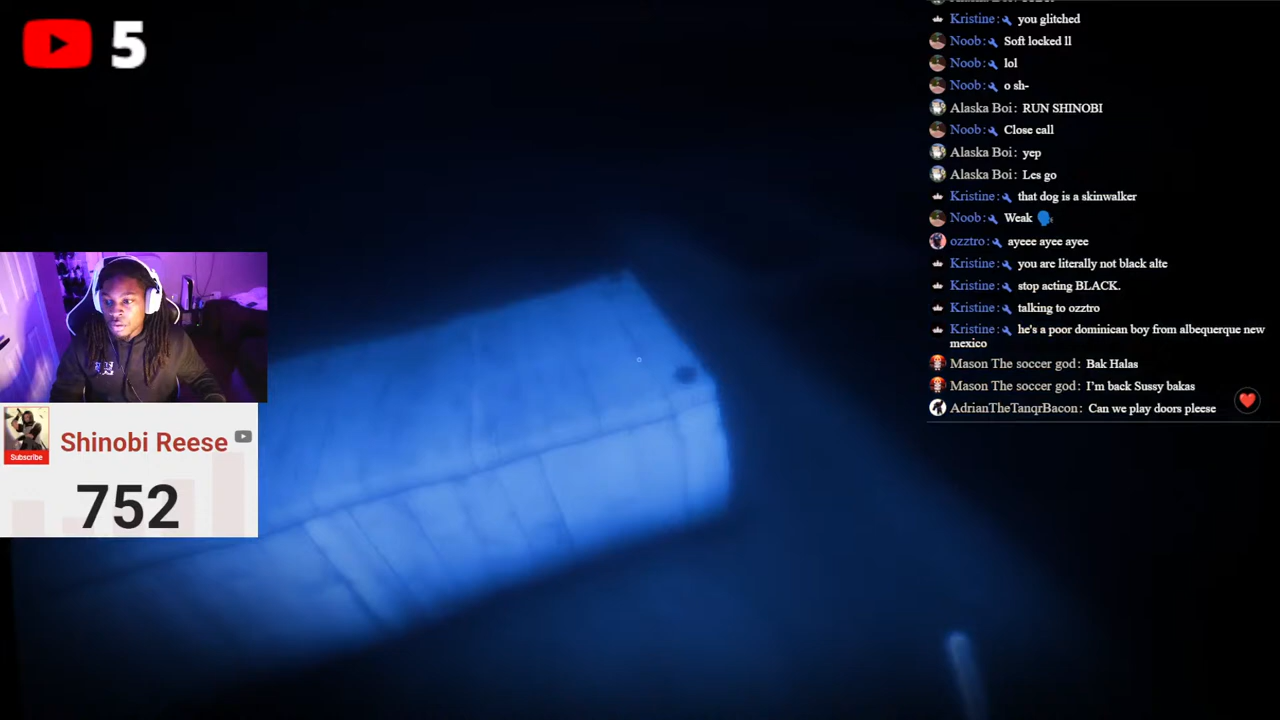 5
Kristine: you glitched
Noob: Soft locked ll
Noob: lol
Noob: o sh-
Alaska Boi: RUN SHINOBI
Noob: Close call
Alaska Boi: yep
Alaska Boi: Les go
Kristine: that dog is a skinwalker
Noob: Weak 🗣
ozztro: ayeee ayee ayee
Kristine: you are literally not black alte
Kristine: stop acting BLACK.
Kristine: talking to ozztro
Kristine: he's a poor dominican boy from albequerque new
mexico
Mason The soccer god: Bak Halas
Mason The soccer god: I'm back Sussy bakas
AdrianTheTanqrBacon: Can we play doors pleese
Shinobi Reese
Subscribe
752